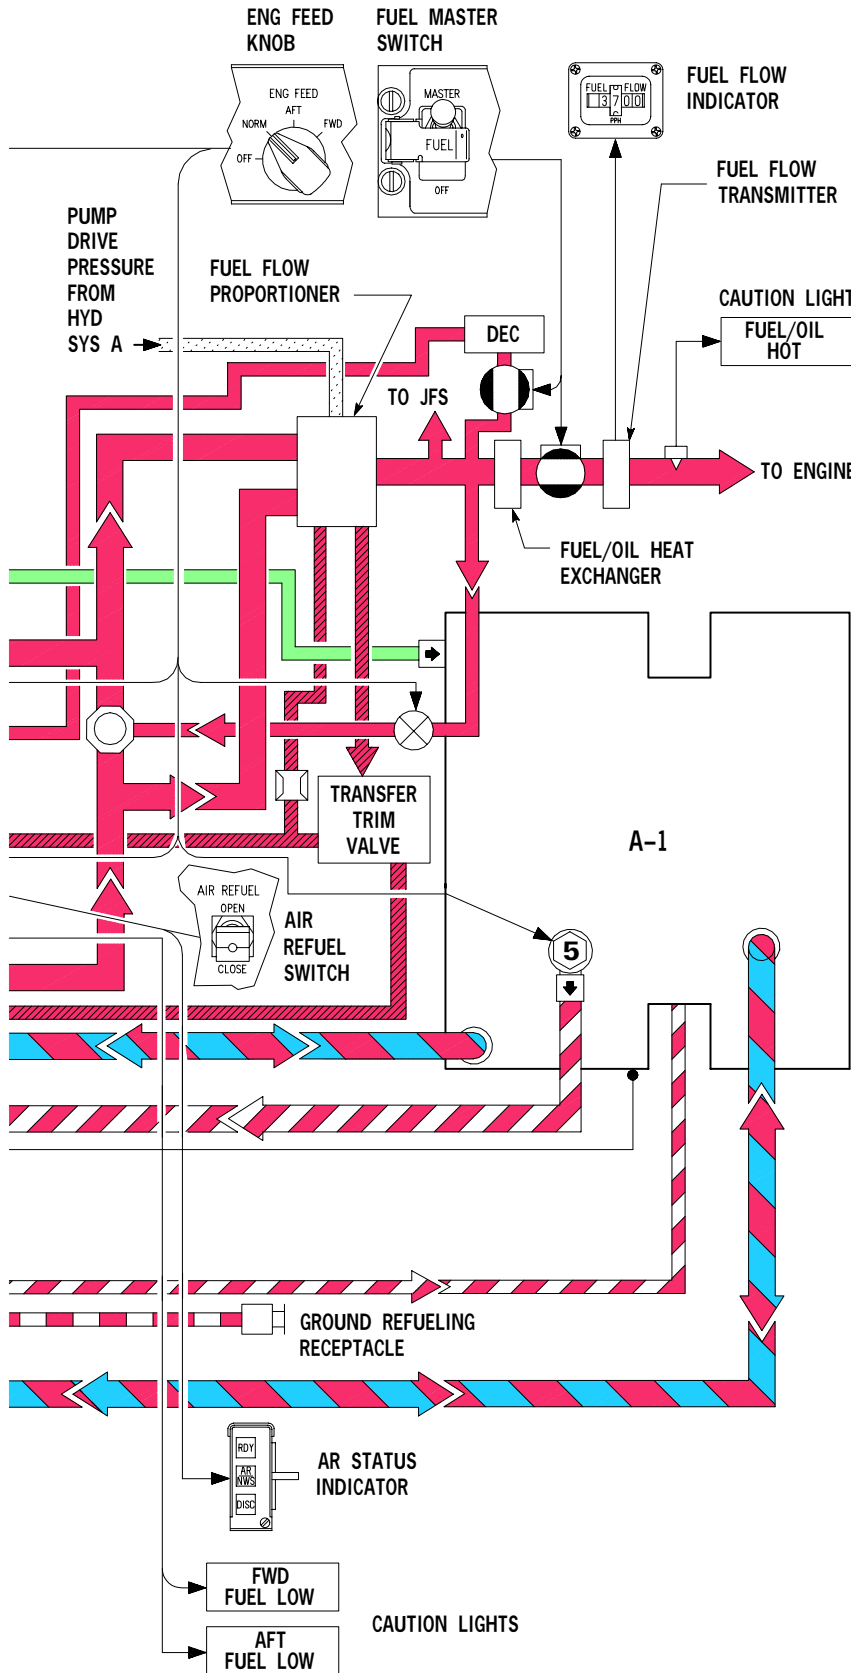 ENG FEED
KNOB
FUEL MASTER
SWITCH
ENG FEED
AFT
NORM
FWD
OFF
MASTER
FUEL
OFF
FUEL FLOW
3700
PPH
FUEL FLOW
INDICATOR
FUEL FLOW
TRANSMITTER
PUMP
DRIVE
PRESSURE
FROM
HYD
SYS A
FUEL FLOW
PROPORTIONER
CAUTION LIGHT
FUEL/OIL
HOT
DEC
TO JFS
TO ENGINE
FUEL/OIL HEAT
EXCHANGER
TRANSFER
TRIM
VALVE
A-1
AIR REFUEL
OPEN
CLOSE
AIR
REFUEL
SWITCH
5
GROUND REFUELING
RECEPTACLE
RDY
AR
NWS
DISC
AR STATUS
INDICATOR
FWD
FUEL LOW
CAUTION LIGHTS
AFT
FUEL LOW